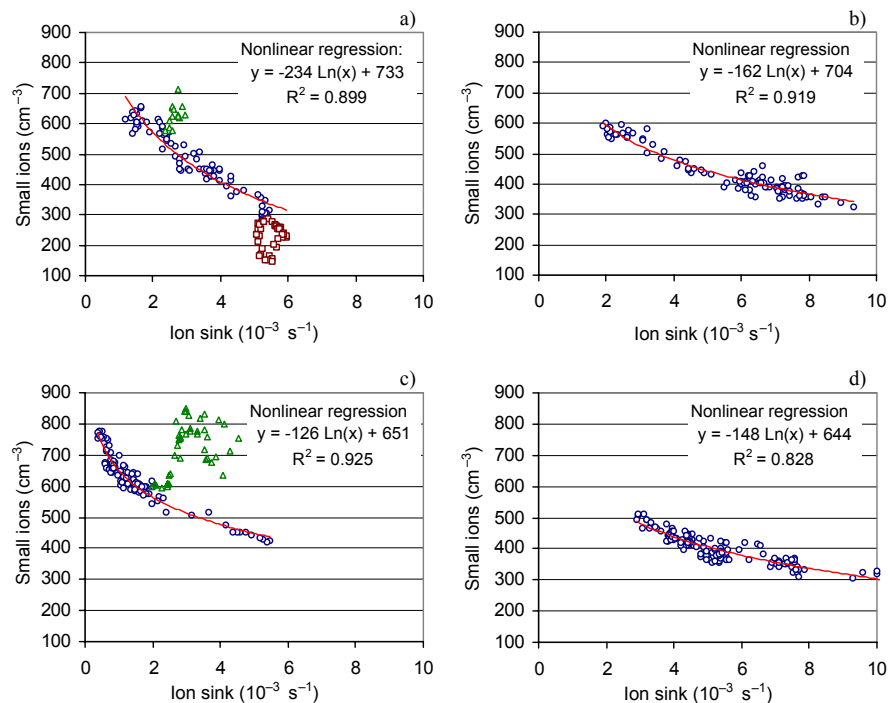 a)
900
800
700
600
500
400
300
200
100
Small ions (cm⁻³)
Nonlinear regression:
y = -234 Ln(x) + 733
R² = 0.899
0 2 4 6 8 10
Ion sink (10⁻³ s⁻¹)
b)
900
800
700
600
500
400
300
200
100
Small ions (cm⁻³)
Nonlinear regression
y = -162 Ln(x) + 704
R² = 0.919
0 2 4 6 8 10
Ion sink (10⁻³ s⁻¹)
c)
900
800
700
600
500
400
300
200
100
Small ions (cm⁻³)
Nonlinear regression
y = -126 Ln(x) + 651
R² = 0.925
0 2 4 6 8 10
Ion sink (10⁻³ s⁻¹)
d)
900
800
700
600
500
400
300
200
100
Small ions (cm⁻³)
Nonlinear regression
y = -148 Ln(x) + 644
R² = 0.828
0 2 4 6 8 10
Ion sink (10⁻³ s⁻¹)